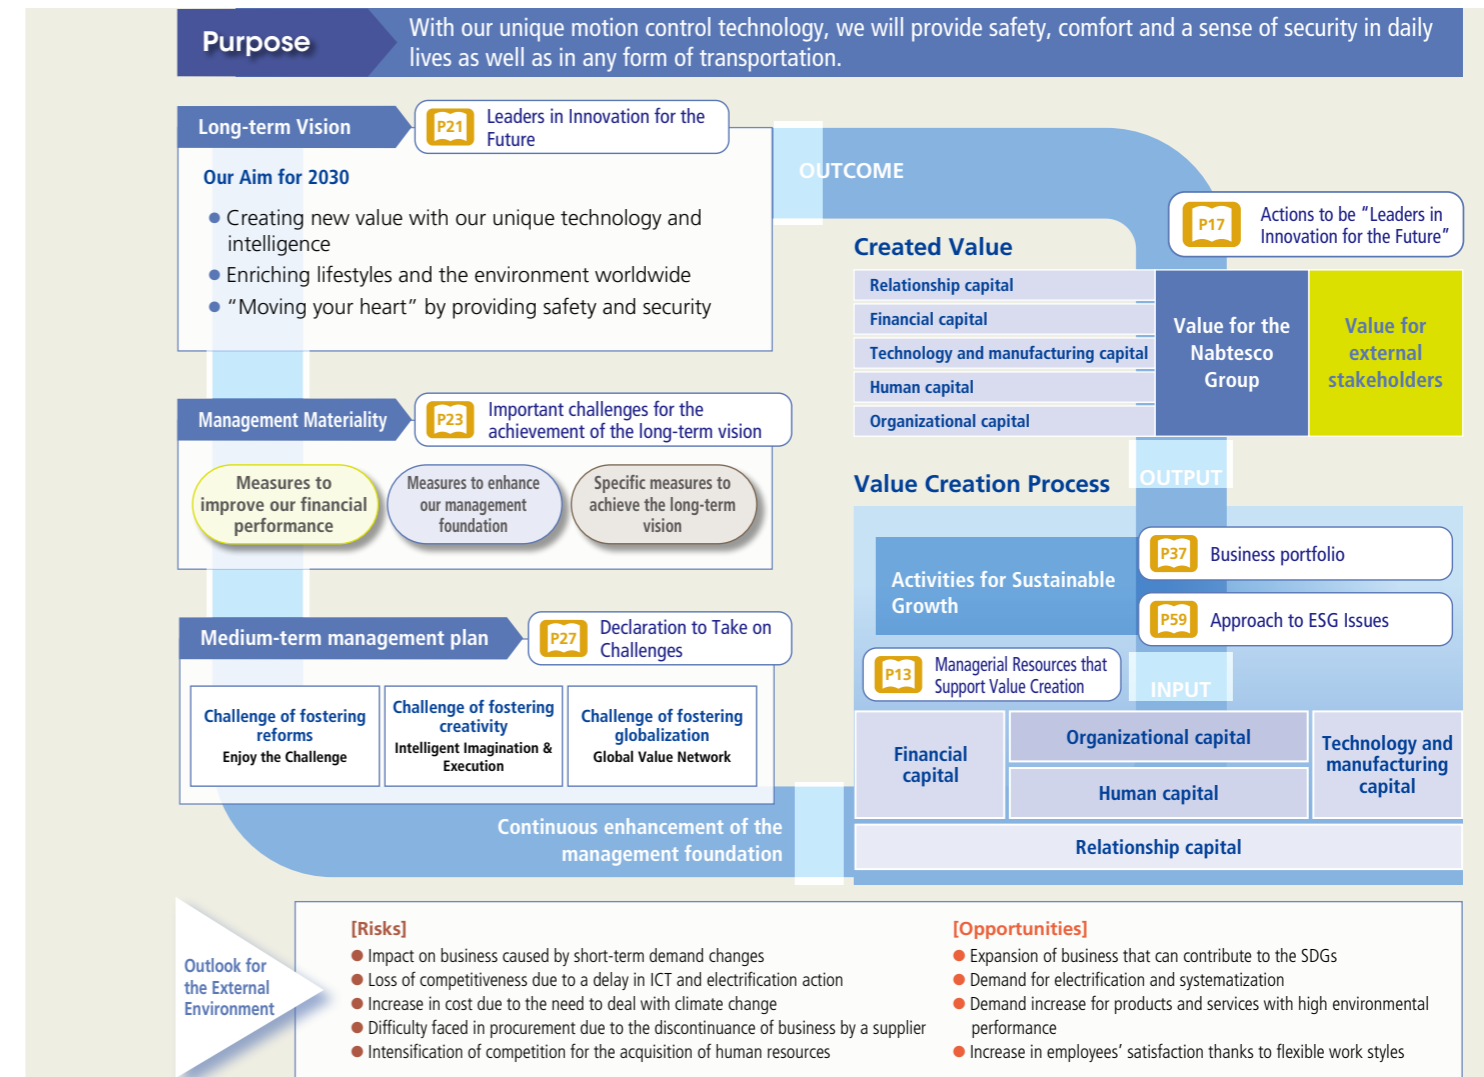 Purpose
With our unique motion control technology, we will provide safety, comfort and a sense of security in daily
lives as well as in any form of transportation.
Long-term Vision
P21
Leaders in Innovation for the
Future
Our Aim for 2030
● Creating new value with our unique technology and
intelligence
● Enriching lifestyles and the environment worldwide
● “Moving your heart” by providing safety and security
Management Materiality
P23
Important challenges for the
achievement of the long-term vision
Measures to
improve our financial
performance
Measures to enhance
our management
foundation
Specific measures to
achieve the long-term
vision
Medium-term management plan
P27
Declaration to Take on
Challenges
Challenge of fostering
reforms
Enjoy the Challenge
Challenge of fostering
creativity
Intelligent Imagination &
Execution
Challenge of fostering
globalization
Global Value Network
Continuous enhancement of the
management foundation
OUTCOME
P17
Actions to be “Leaders in
Innovation for the Future”
Created Value
Relationship capital
Financial capital
Technology and manufacturing capital
Human capital
Organizational capital
Value for the
Nabtesco
Group
Value for
external
stakeholders
OUTPUT
Value Creation Process
Activities for Sustainable
Growth
P37
Business portfolio
P59
Approach to ESG Issues
P13
Managerial Resources that
Support Value Creation
INPUT
Financial
capital
Organizational capital
Human capital
Technology and
manufacturing
capital
Relationship capital
Outlook for
the External
Environment
[Risks]
● Impact on business caused by short-term demand changes
● Loss of competitiveness due to a delay in ICT and electrification action
● Increase in cost due to the need to deal with climate change
● Difficulty faced in procurement due to the discontinuance of business by a supplier
● Intensification of competition for the acquisition of human resources
[Opportunities]
● Expansion of business that can contribute to the SDGs
● Demand for electrification and systematization
● Demand increase for products and services with high environmental
performance
● Increase in employees’ satisfaction thanks to flexible work styles